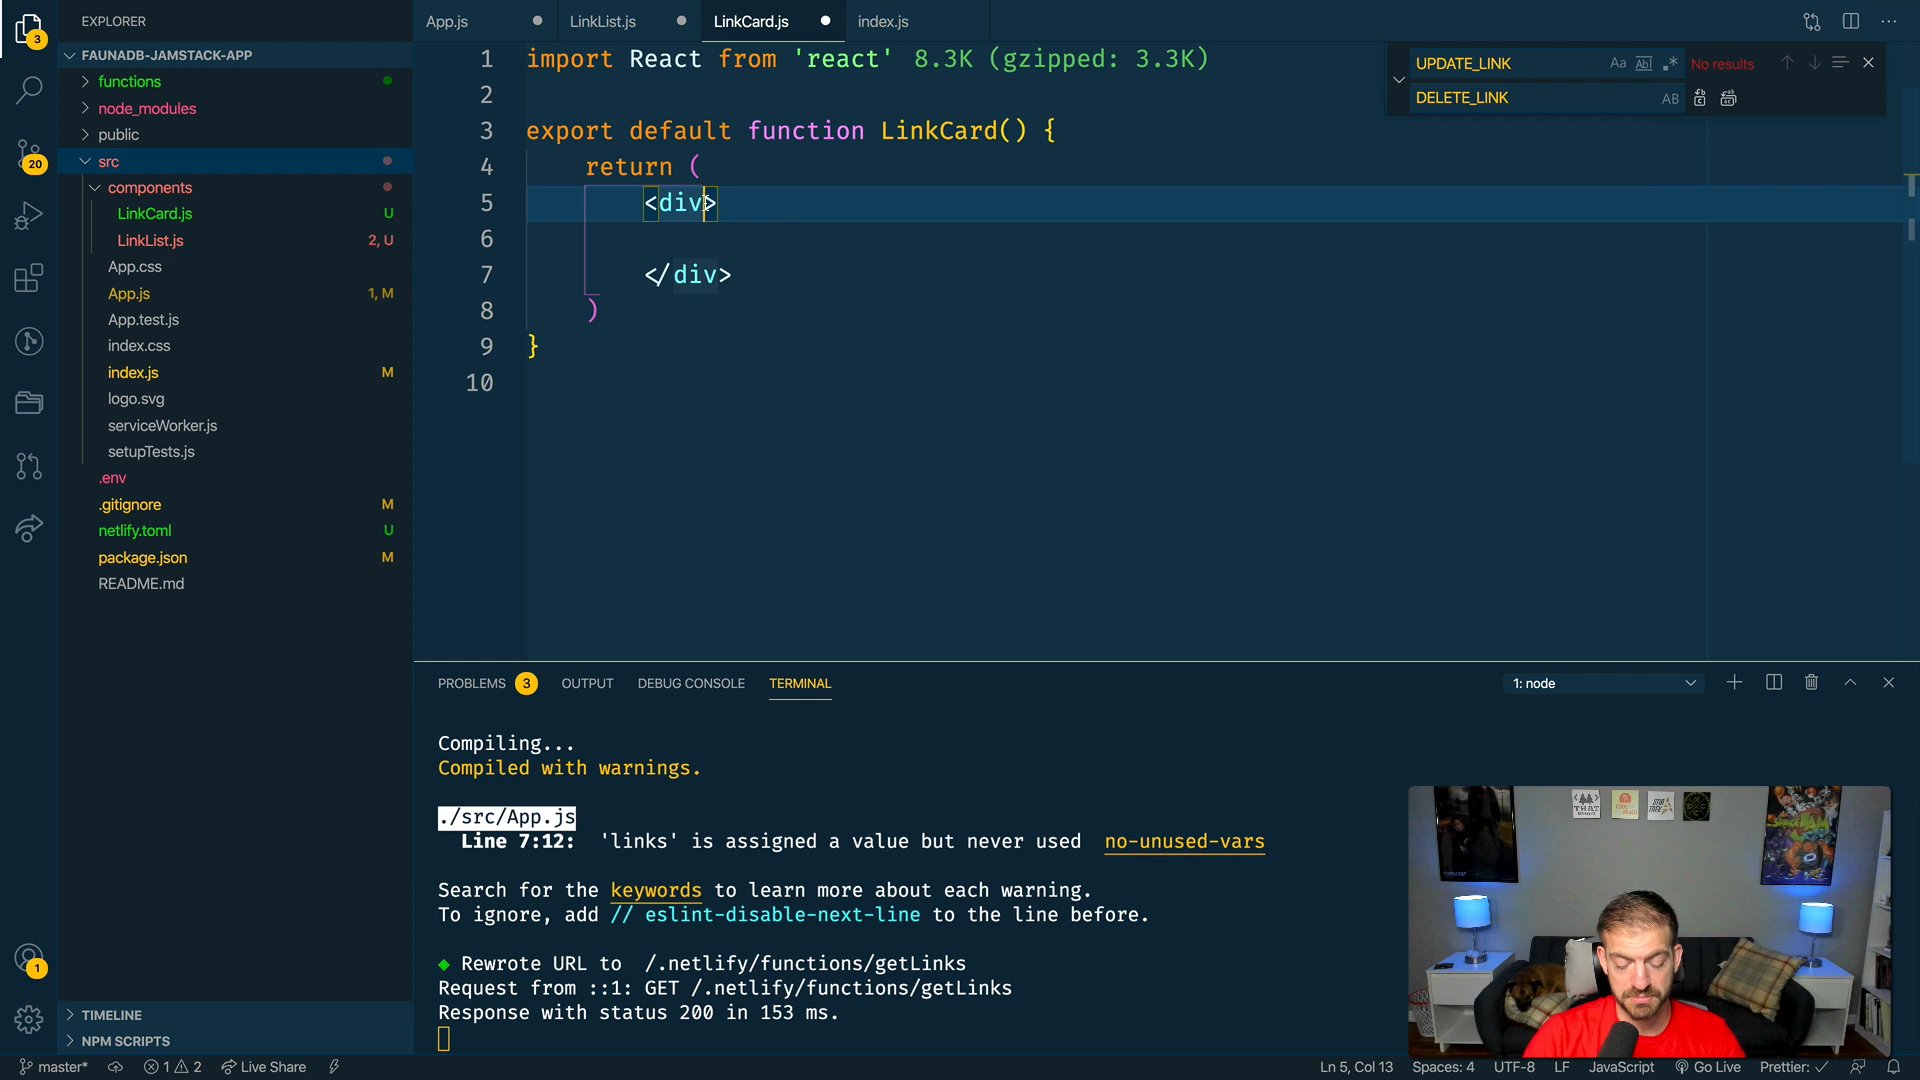 3
20
1
EXPLORER
FAUNADB-JAMSTACK-APP
functions
node_modules
public
src
components
LinkCard.js U
LinkList.js 2, U
App.css
App.js 1, M
App.test.js
index.css
index.js M
logo.svg
serviceWorker.js
setupTests.js
.env
.gitignore M
netlify.toml U
package.json M
README.md
TIMELINE
NPM SCRIPTS
App.js LinkList.js LinkCard.js index.js
UPDATE_LINK Aa Abl .* No results
DELETE_LINK AB
1 import React from 'react' 8.3K (gzipped: 3.3K)
2
3 export default function LinkCard() {
4 return (
5 <div>
6
7 </div>
8 )
9 }
10
PROBLEMS 3 OUTPUT DEBUG CONSOLE TERMINAL 1: node
Compiling...
Compiled with warnings.
./src/App.js
Line 7:12: 'links' is assigned a value but never used no-unused-vars
Search for the keywords to learn more about each warning.
To ignore, add // eslint-disable-next-line to the line before.
◆ Rewrote URL to /.netlify/functions/getLinks
Request from ::1: GET /.netlify/functions/getLinks
Response with status 200 in 153 ms.
master* 1 2 Live Share Ln 5, Col 13 Spaces: 4 UTF-8 LF JavaScript Go Live Prettier: ✓